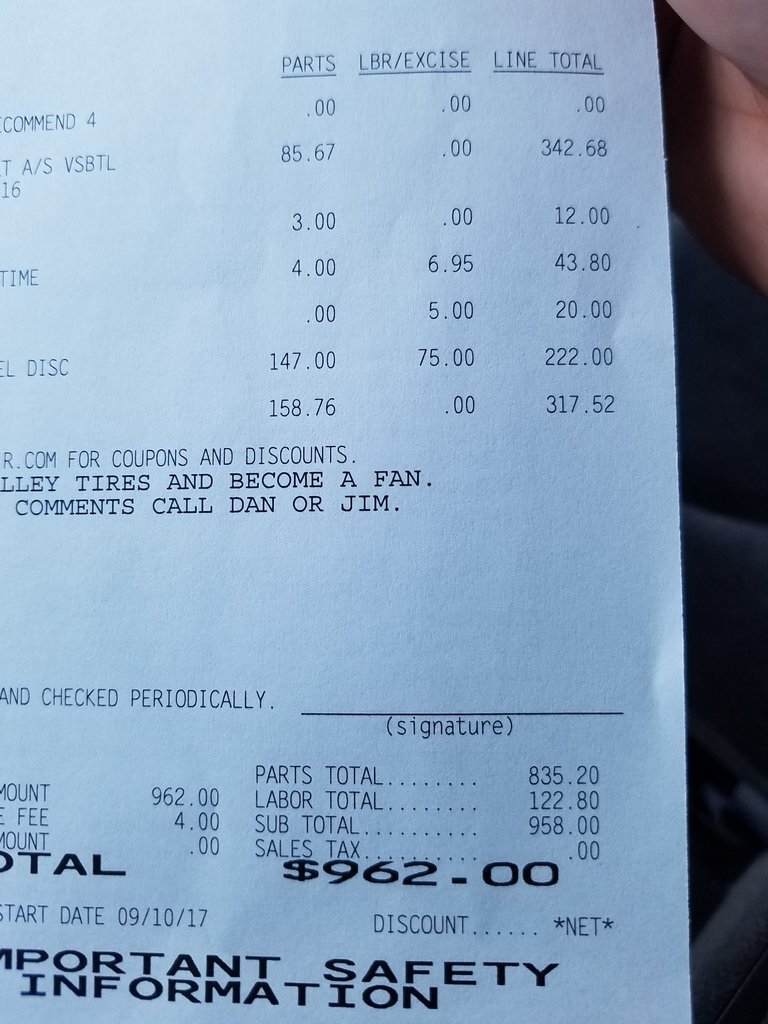 PARTS LBR/EXCISE LINE TOTAL
.00 .00 .00
COMMEND 4
85.67 .00 342.68
T A/S VSBTL
16
3.00 .00 12.00
TIME 4.00 6.95 43.80
.00 5.00 20.00
EL DISC 147.00 75.00 222.00
158.76 .00 317.52
R.COM FOR COUPONS AND DISCOUNTS.
LLEY TIRES AND BECOME A FAN.
COMMENTS CALL DAN OR JIM.
AND CHECKED PERIODICALLY.
(signature)
MOUNT 962.00 PARTS TOTAL........ 835.20
E FEE 4.00 LABOR TOTAL........ 122.80
MOUNT .00 SUB TOTAL.......... 958.00
SALES TAX.......... .00
OTAL $962.00
START DATE 09/10/17 DISCOUNT...... *NET*
MPORTANT SAFETY
INFORMATION